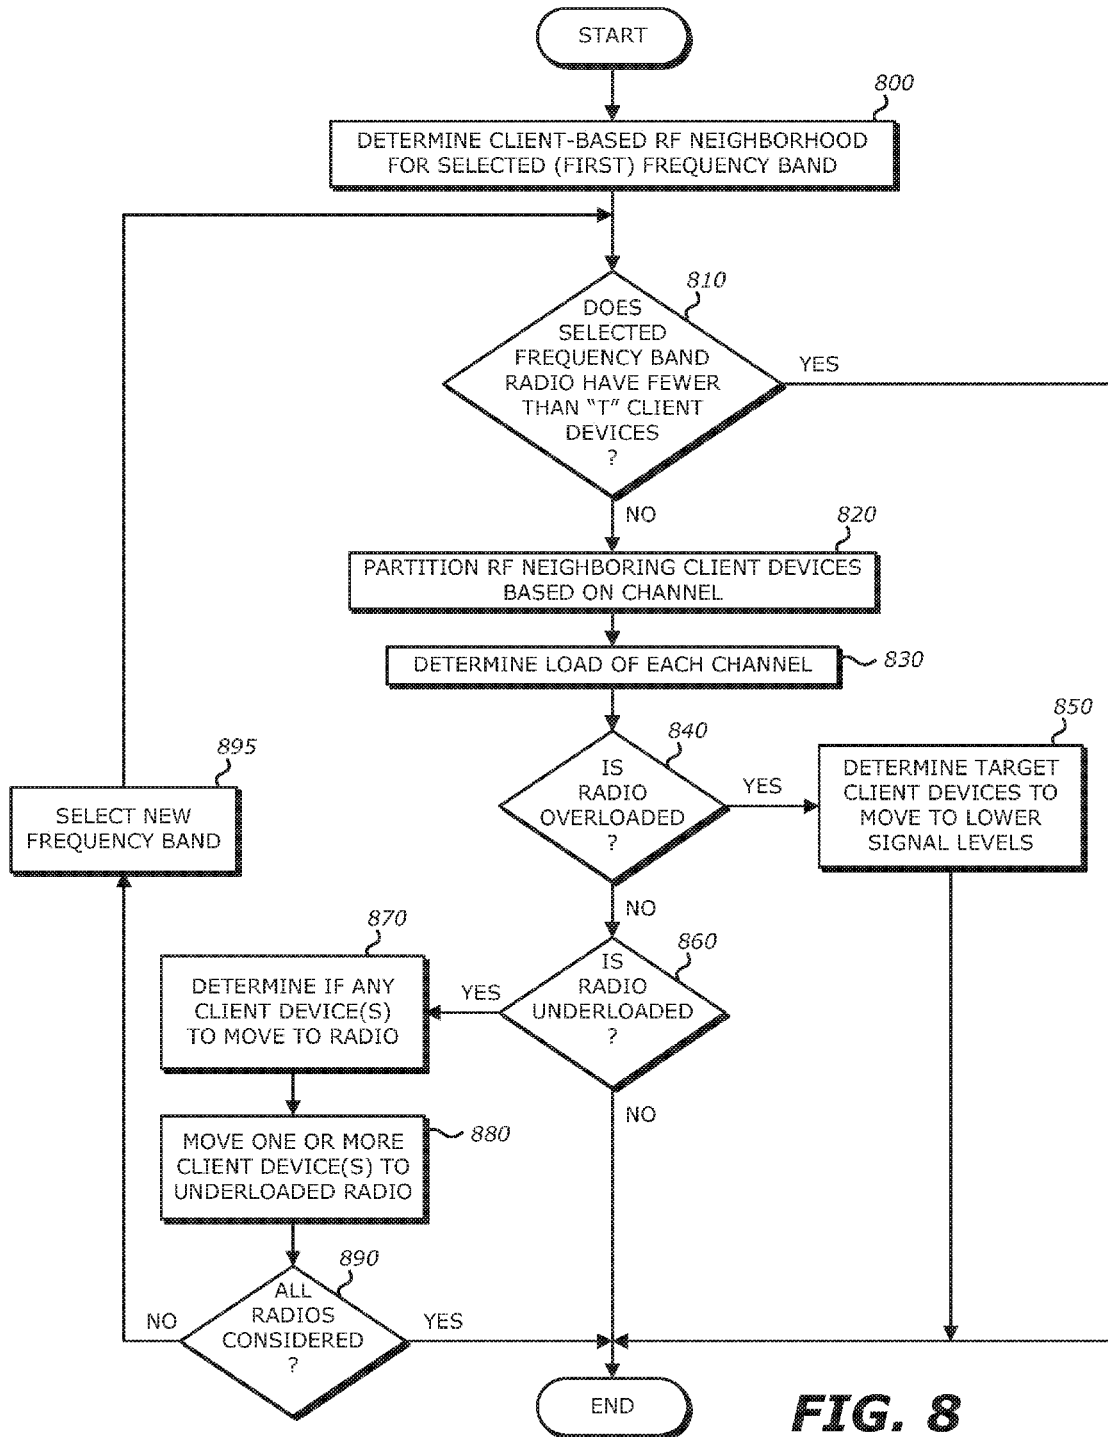 START
800
DETERMINE CLIENT-BASED RF NEIGHBORHOOD
FOR SELECTED (FIRST) FREQUENCY BAND
810
DOES
SELECTED
FREQUENCY BAND
RADIO HAVE FEWER
THAN "T" CLIENT
DEVICES
?
YES
NO
820
PARTITION RF NEIGHBORING CLIENT DEVICES
BASED ON CHANNEL
DETERMINE LOAD OF EACH CHANNEL
830
840
IS
RADIO
OVERLOADED
?
YES
NO
850
DETERMINE TARGET
CLIENT DEVICES TO
MOVE TO LOWER
SIGNAL LEVELS
895
SELECT NEW
FREQUENCY BAND
860
IS
RADIO
UNDERLOADED
?
YES
NO
870
DETERMINE IF ANY
CLIENT DEVICE(S)
TO MOVE TO RADIO
MOVE ONE OR MORE
CLIENT DEVICE(S) TO
UNDERLOADED RADIO
880
890
ALL
RADIOS
CONSIDERED
?
NO
YES
END
FIG. 8